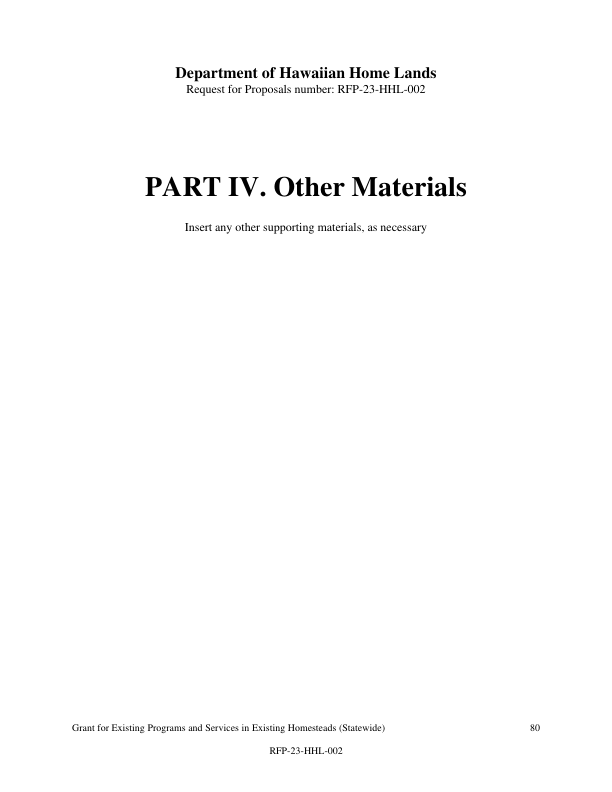 Department of Hawaiian Home Lands
Request for Proposals number: RFP-23-HHL-002
PART IV. Other Materials
Insert any other supporting materials, as necessary
Grant for Existing Programs and Services in Existing Homesteads (Statewide) 80
RFP-23-HHL-002